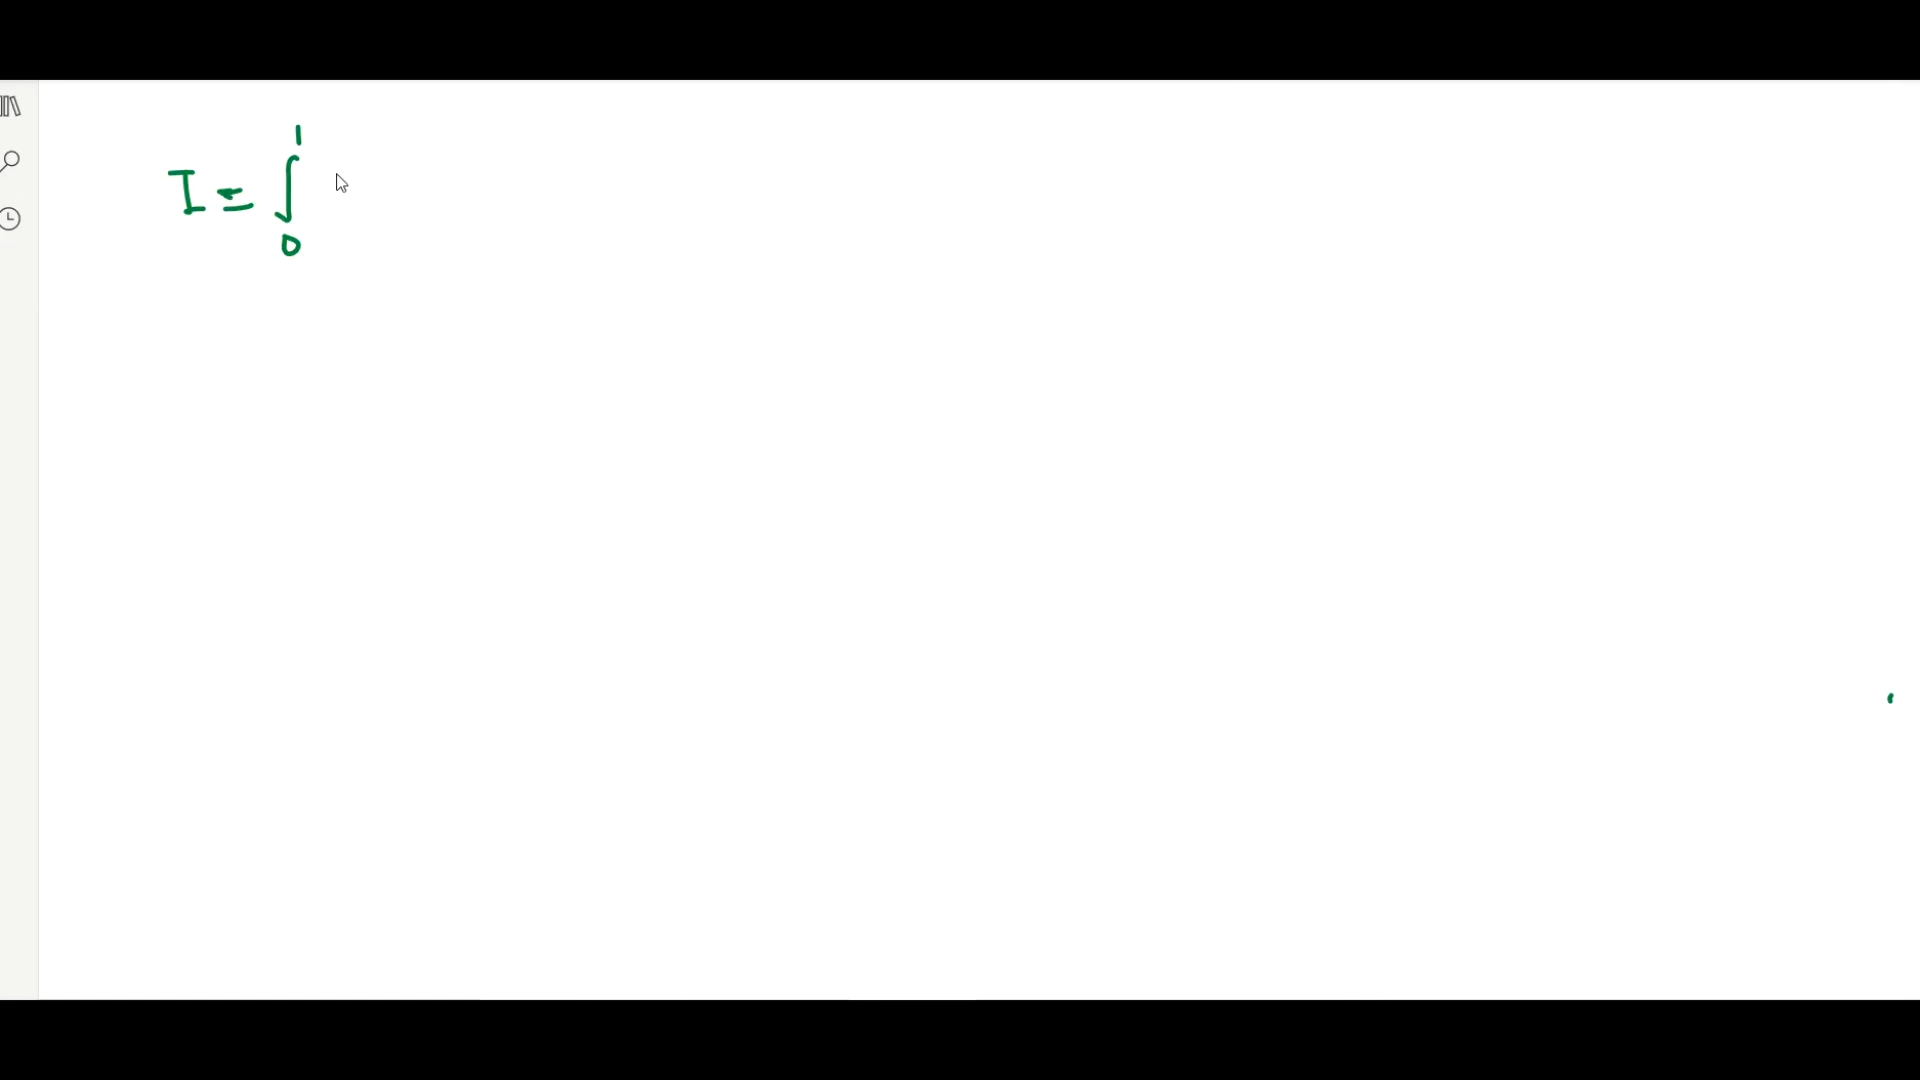 I = ∫₀¹